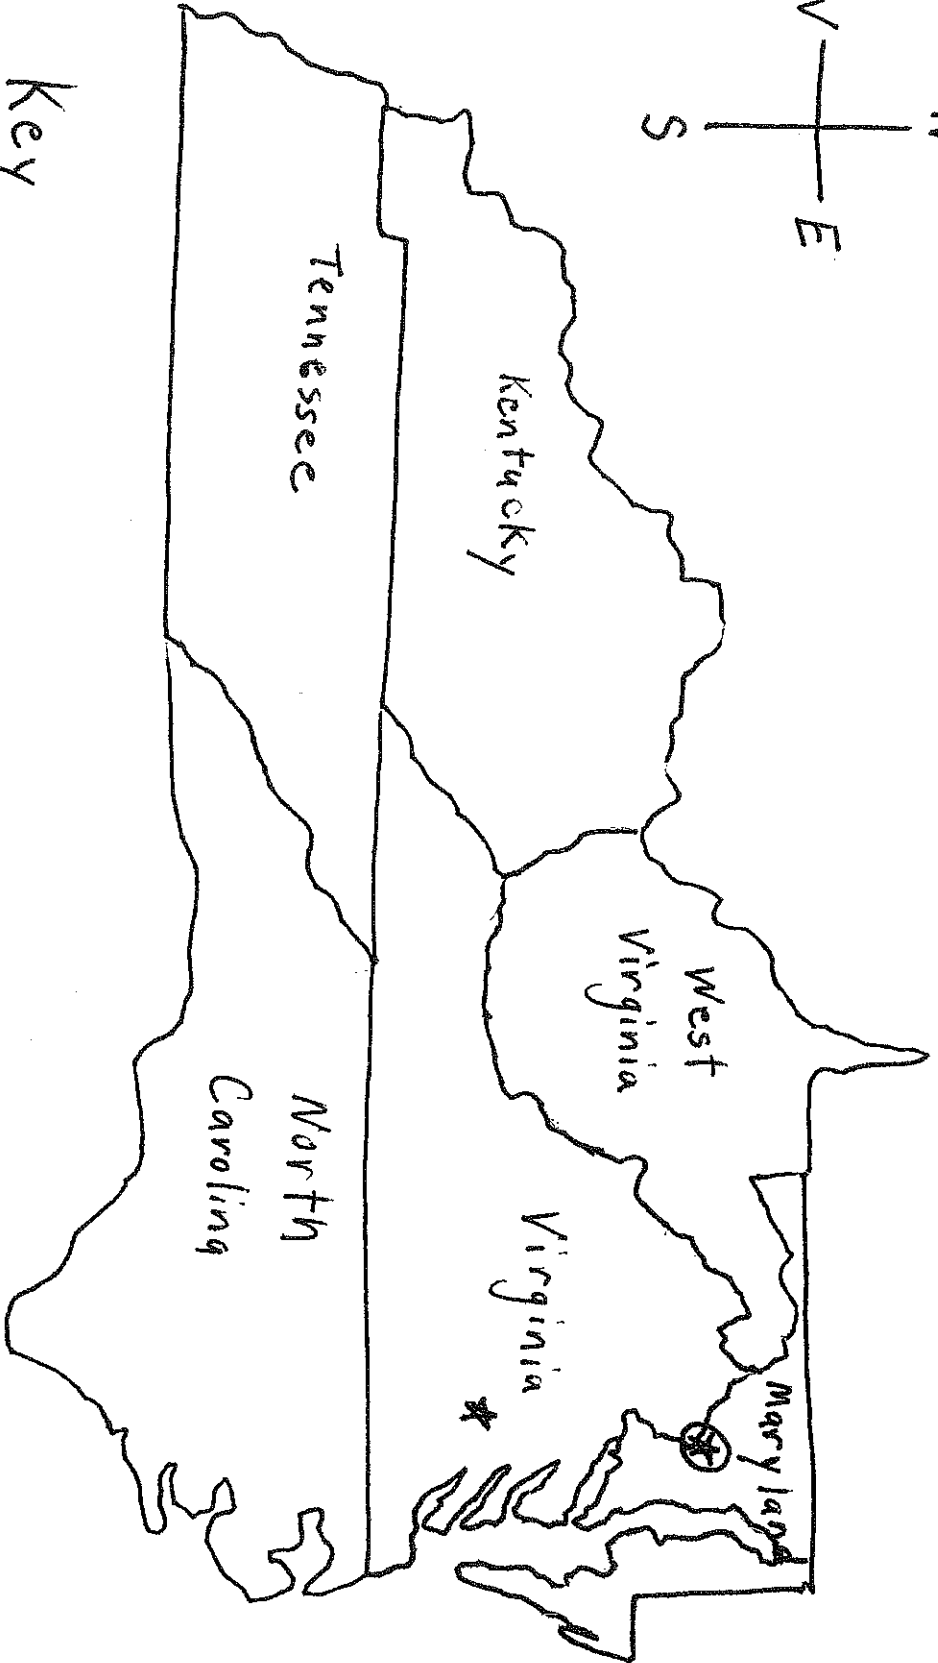 E
S
West
Virginia
Maryland
Kentucky
Virginia
Tennessee
North
Carolina
Key